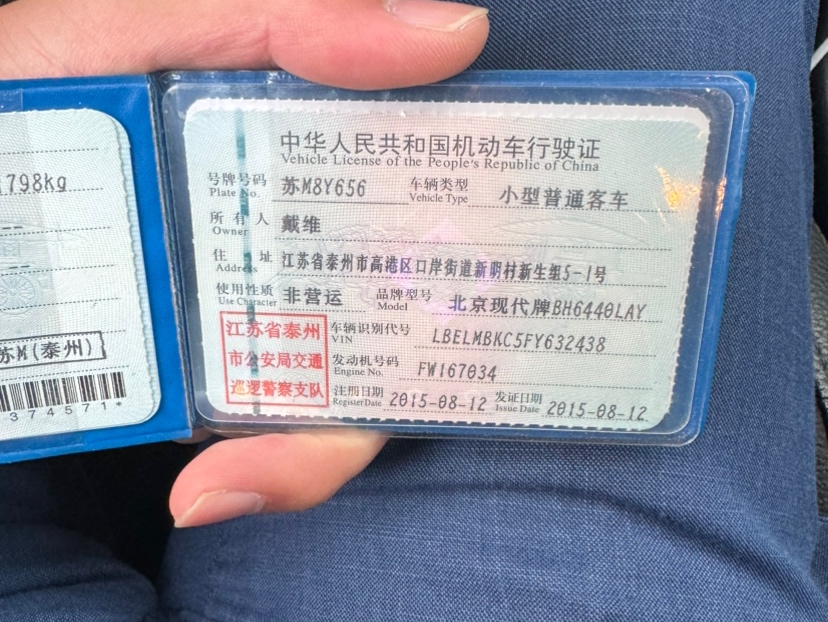 1798kg
苏M(泰州)
374571*
中华人民共和国机动车行驶证
Vehicle License of the People's Republic of China
号牌号码 Plate No. 苏M8Y656 车辆类型 Vehicle Type 小型普通客车
所有人 Owner 戴维
住址 Address 江苏省泰州市高港区口岸街道新明村新生组5-1号
使用性质 Use Character 非营运 品牌型号 Model 北京现代牌BH6440LAY
江苏省泰州
市公安局交通
巡逻警察支队
车辆识别代号 VIN LBELMBKC5FY632438
发动机号码 Engine No. FW167034
注册日期 Register Date 2015-08-12 发证日期 Issue Date 2015-08-12